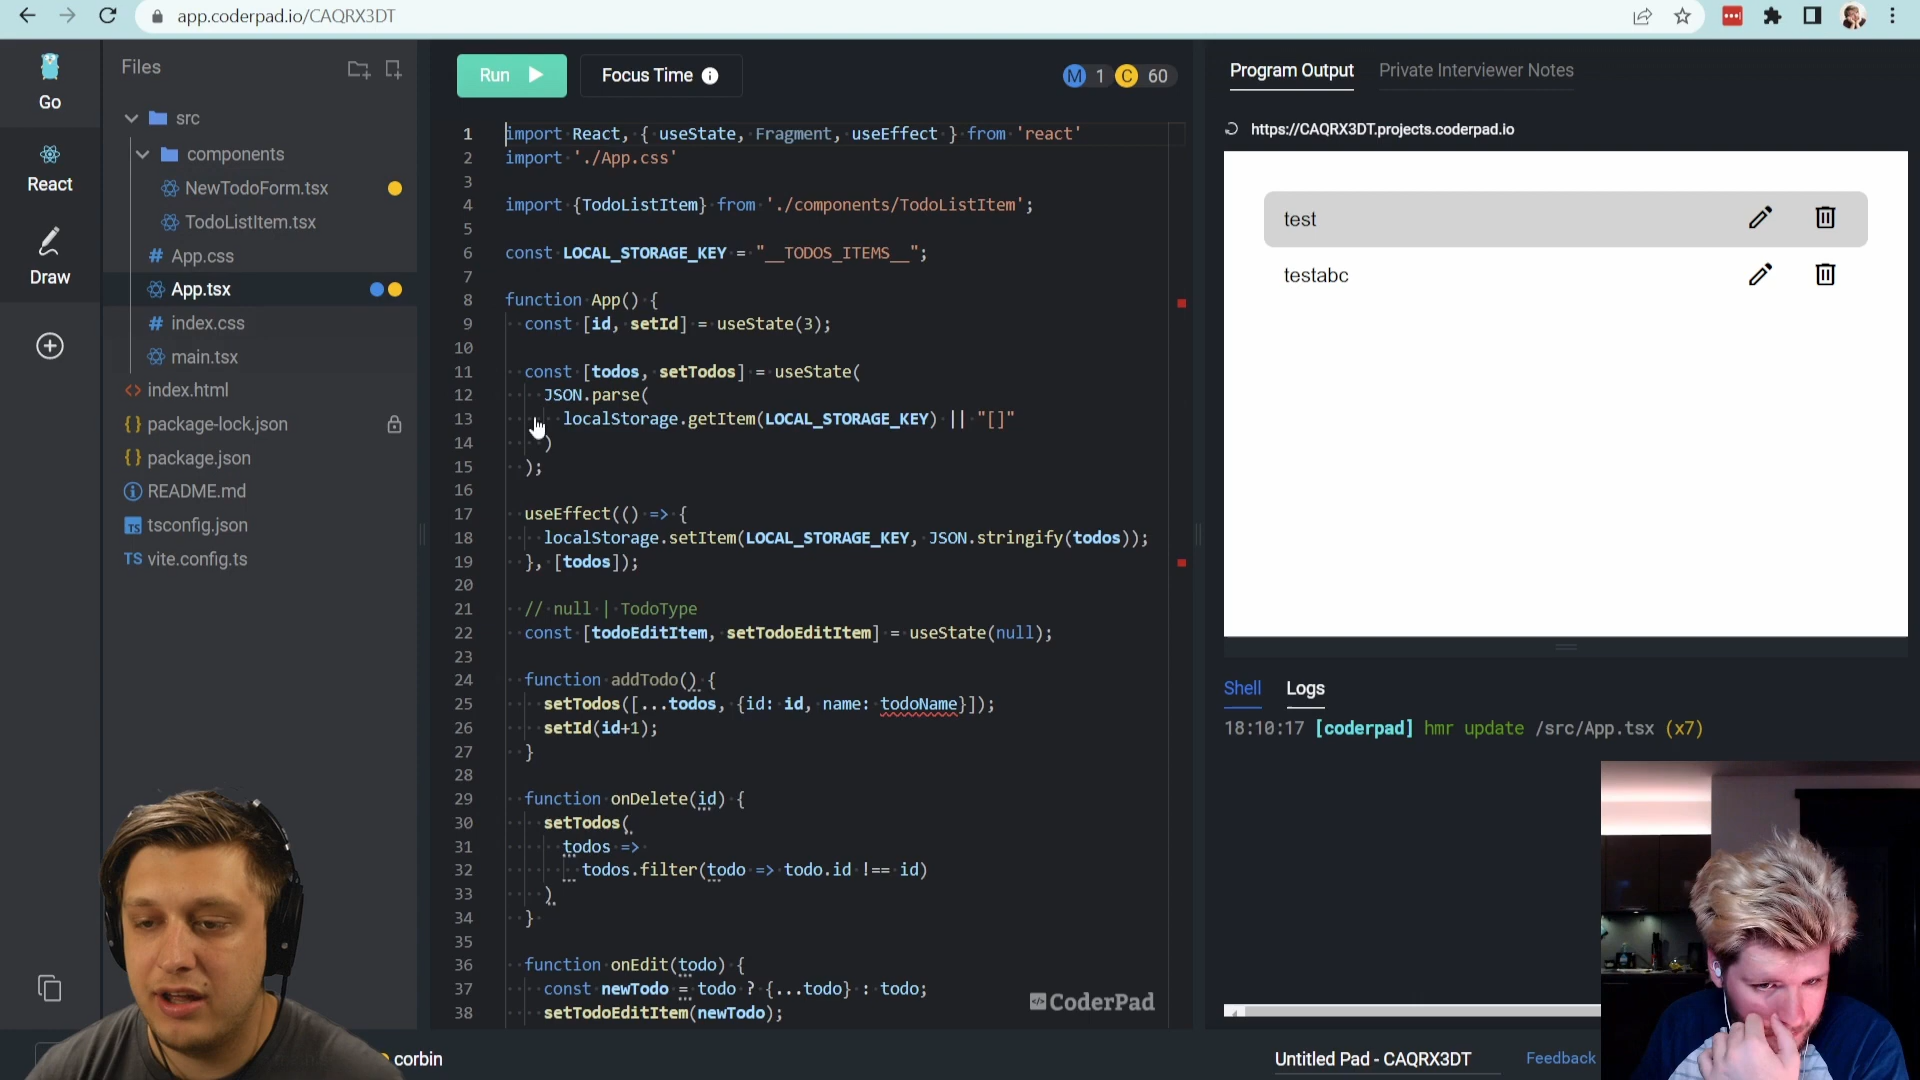 app.coderpad.io/CAQRX3DT
Go
React
Draw
Files
src
components
NewTodoForm.tsx
TodoListItem.tsx
# App.css
App.tsx
# index.css
main.tsx
<> index.html
{} package-lock.json
{} package.json
README.md
TS tsconfig.json
TS vite.config.ts
Run
Focus Time
M 1 C 60
1 import React, { useState, Fragment, useEffect } from 'react'
2 import './App.css'
3
4 import {TodoListItem} from './components/TodoListItem';
5
6 const LOCAL_STORAGE_KEY = "__TODOS_ITEMS__";
7
8 function App() {
9 const [id, setId] = useState(3);
10
11 const [todos, setTodos] = useState(
12 JSON.parse(
13 localStorage.getItem(LOCAL_STORAGE_KEY) || "[]"
14 )
15 );
16
17 useEffect(() => {
18 localStorage.setItem(LOCAL_STORAGE_KEY, JSON.stringify(todos));
19 }, [todos]);
20
21 // null | TodoType
22 const [todoEditItem, setTodoEditItem] = useState(null);
23
24 function addTodo() {
25 setTodos([...todos, {id: id, name: todoName}]);
26 setId(id+1);
27 }
28
29 function onDelete(id) {
30 setTodos(
31 todos =>
32 todos.filter(todo => todo.id !== id)
33 )
34 }
35
36 function onEdit(todo) {
37 const newTodo = todo ? {...todo} : todo;
38 setTodoEditItem(newTodo);
CoderPad
corbin
Program Output
Private Interviewer Notes
https://CAQRX3DT.projects.coderpad.io
test
testabc
Shell
Logs
18:10:17 [coderpad] hmr update /src/App.tsx (x7)
Untitled Pad - CAQRX3DT
Feedback